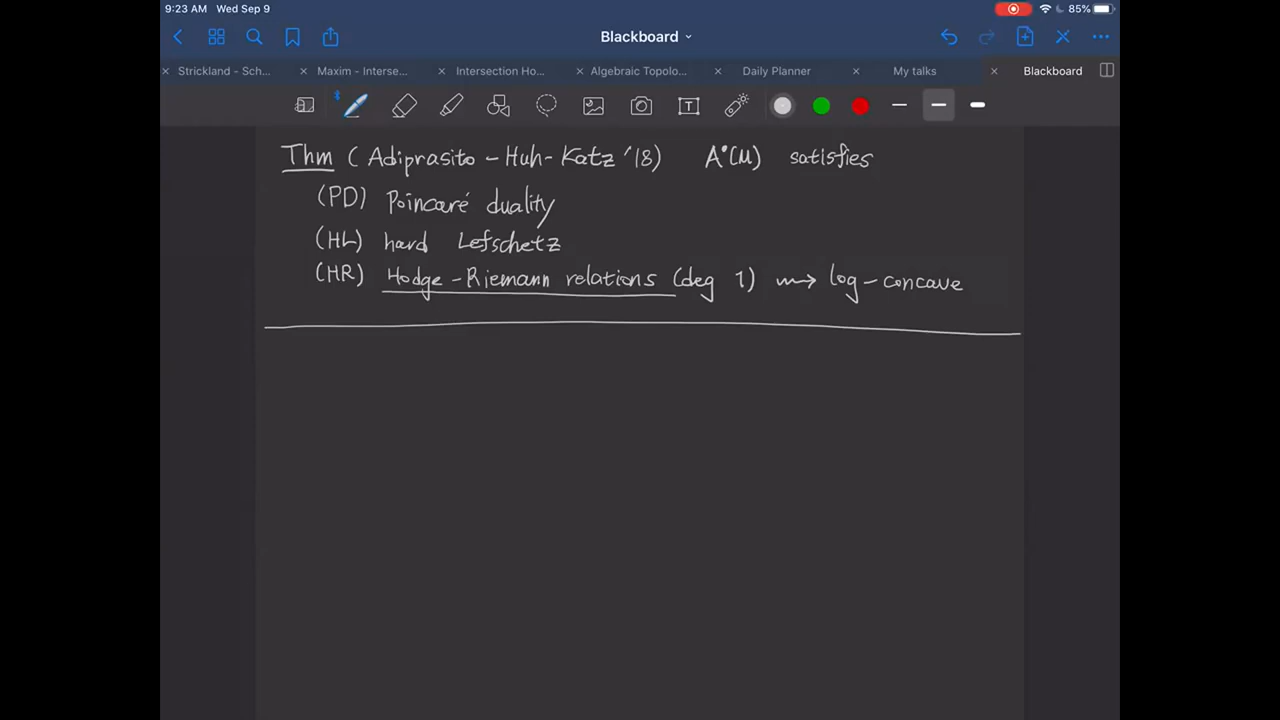 9:23 AM Wed Sep 9 85%
Blackboard
Strickland - Sch... Maxim - Interse... Intersection Ho... Algebraic Topolo... Daily Planner My talks Blackboard
Thm (Adiprasito - Huh - Katz '18) A•(M) satisfies
(PD) Poincaré duality
(HL) hard Lefschetz
(HR) Hodge - Riemann relations (deg 1) ⇝ log-concave